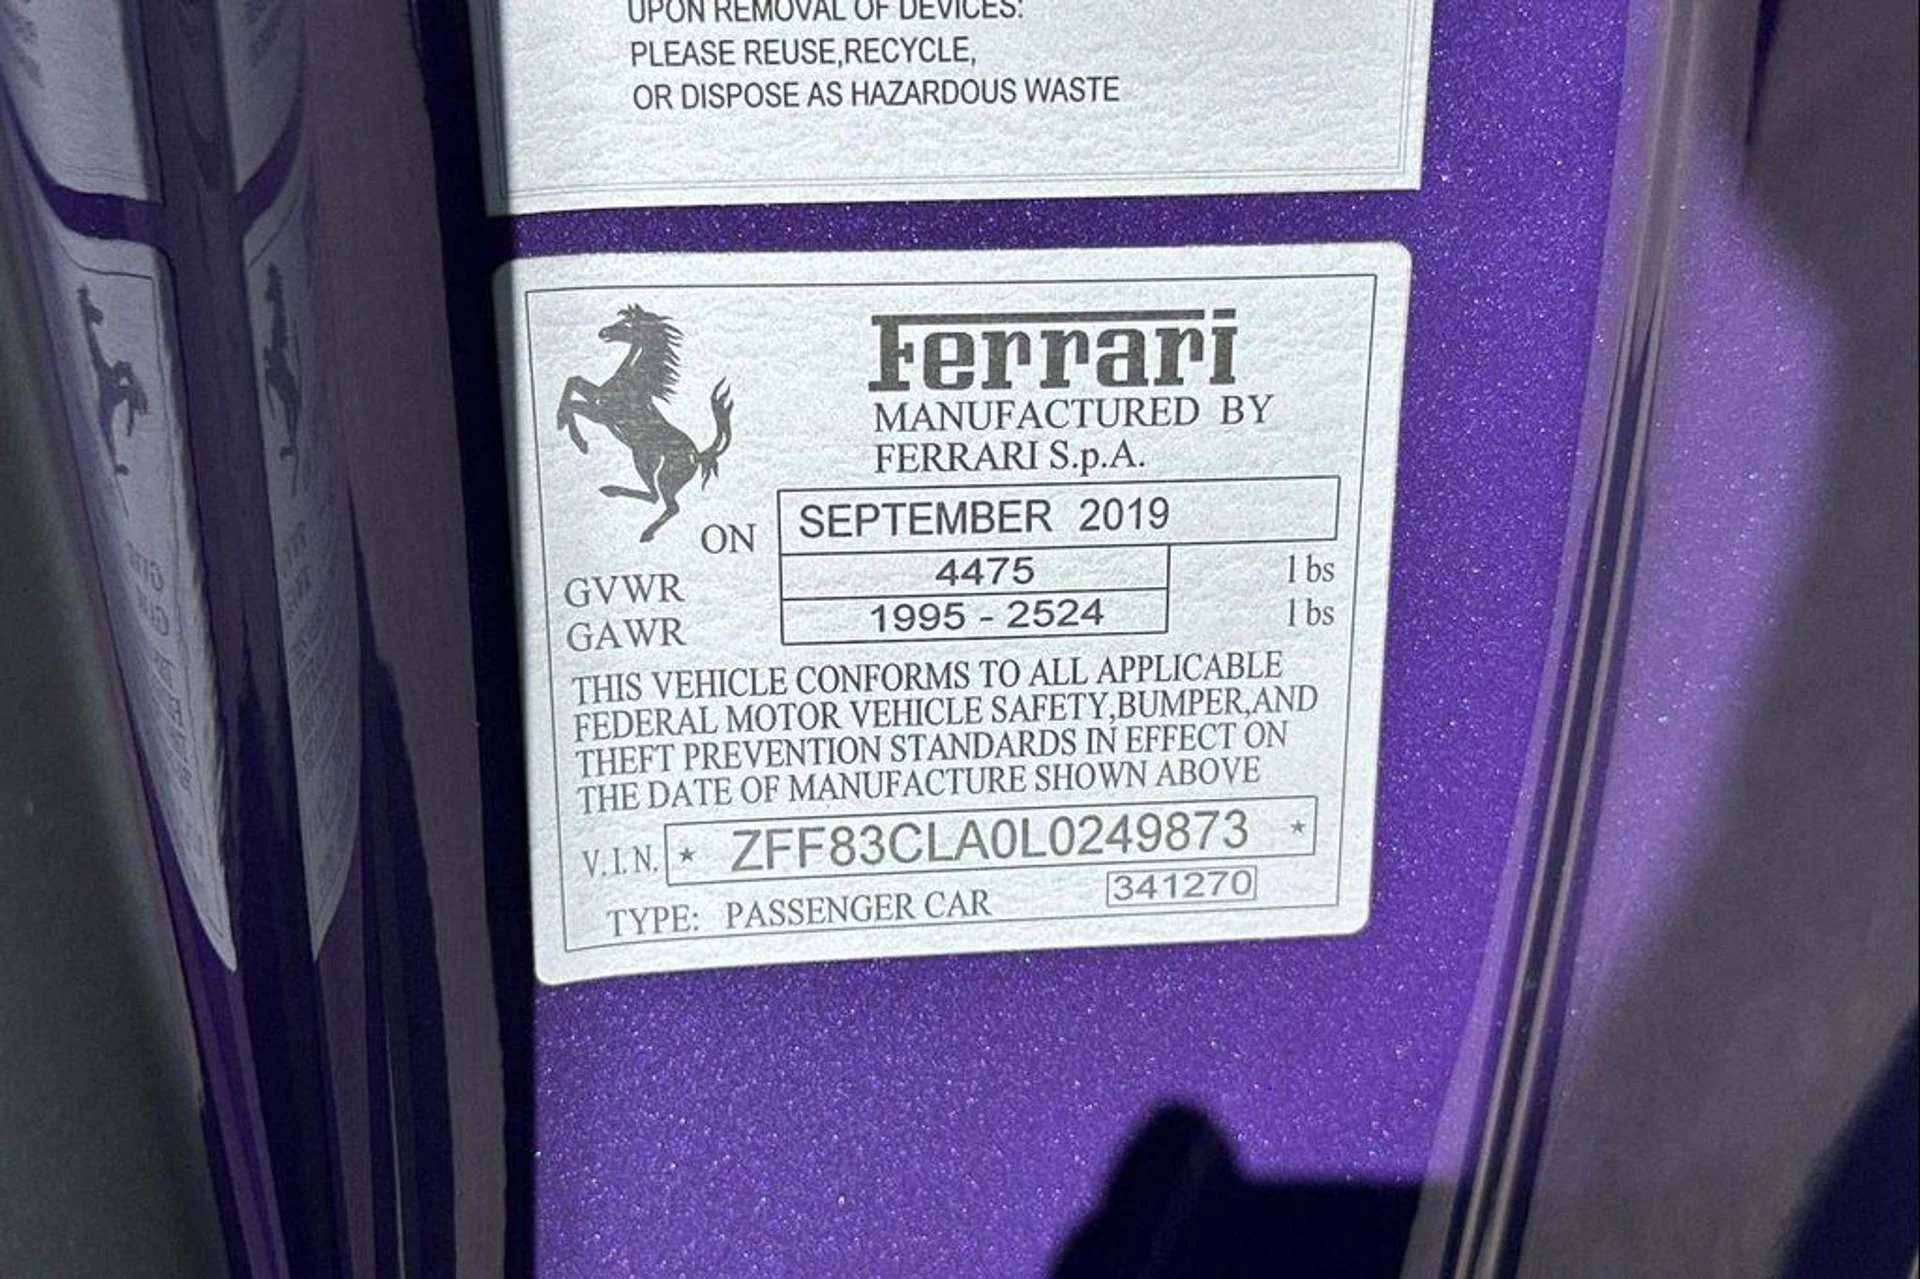 UPON REMOVAL OF DEVICES:
PLEASE REUSE,RECYCLE,
OR DISPOSE AS HAZARDOUS WASTE
Ferrari
MANUFACTURED BY
FERRARI S.p.A.
ON SEPTEMBER 2019
GVWR 4475 lbs
GAWR 1995 - 2524 lbs
THIS VEHICLE CONFORMS TO ALL APPLICABLE
FEDERAL MOTOR VEHICLE SAFETY,BUMPER,AND
THEFT PREVENTION STANDARDS IN EFFECT ON
THE DATE OF MANUFACTURE SHOWN ABOVE
V.I.N. * ZFF83CLA0L0249873 *
TYPE: PASSENGER CAR 341270